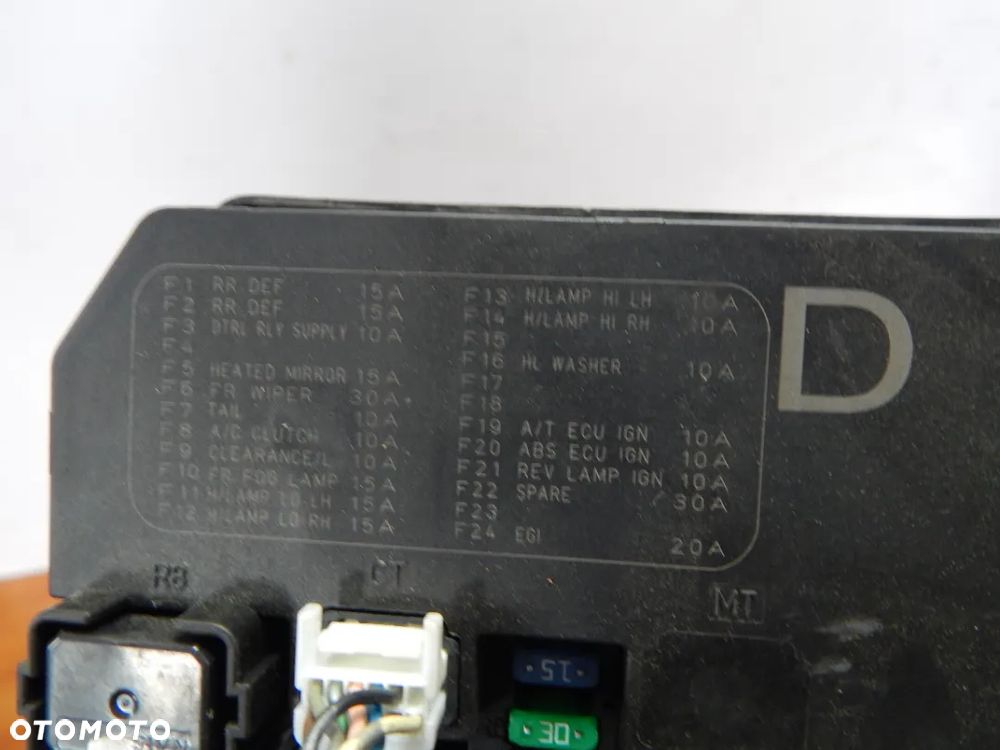 F1 RR DEF 15A
F2 RR DEF 15A
F3 DTRL RLY SUPPLY 10A
F4
F5 HEATED MIRROR 15A
F6 FR WIPER 30A
F7 TAIL 10A
F8 A/C CLUTCH 10A
F9 CLEARANCE/L 10A
F10 FR FOG LAMP 15A
F11 H/LAMP LO LH 15A
F12 H/LAMP LO RH 15A
F13 H/LAMP HI LH 10A
F14 H/LAMP HI RH 10A
F15
F16 HL WASHER 10A
F17
F18
F19 A/T ECU IGN 10A
F20 ABS ECU IGN 10A
F21 REV LAMP IGN 10A
F22 SPARE 30A
F23
F24 EGI 20A
D
R8
CT
MT
·15·
·30·
OTOMOTO